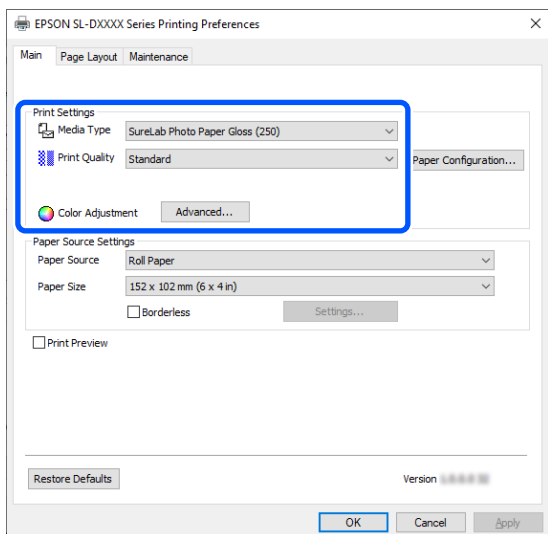 EPSON SL-DXXXX Series Printing Preferences
Main Page Layout Maintenance
Print Settings
Media Type SureLab Photo Paper Gloss (250)
Print Quality Standard Paper Configuration...
Color Adjustment Advanced...
Paper Source Settings
Paper Source Roll Paper
Paper Size 152 x 102 mm (6 x 4 in)
Borderless Settings...
Print Preview
Restore Defaults Version
OK Cancel Apply